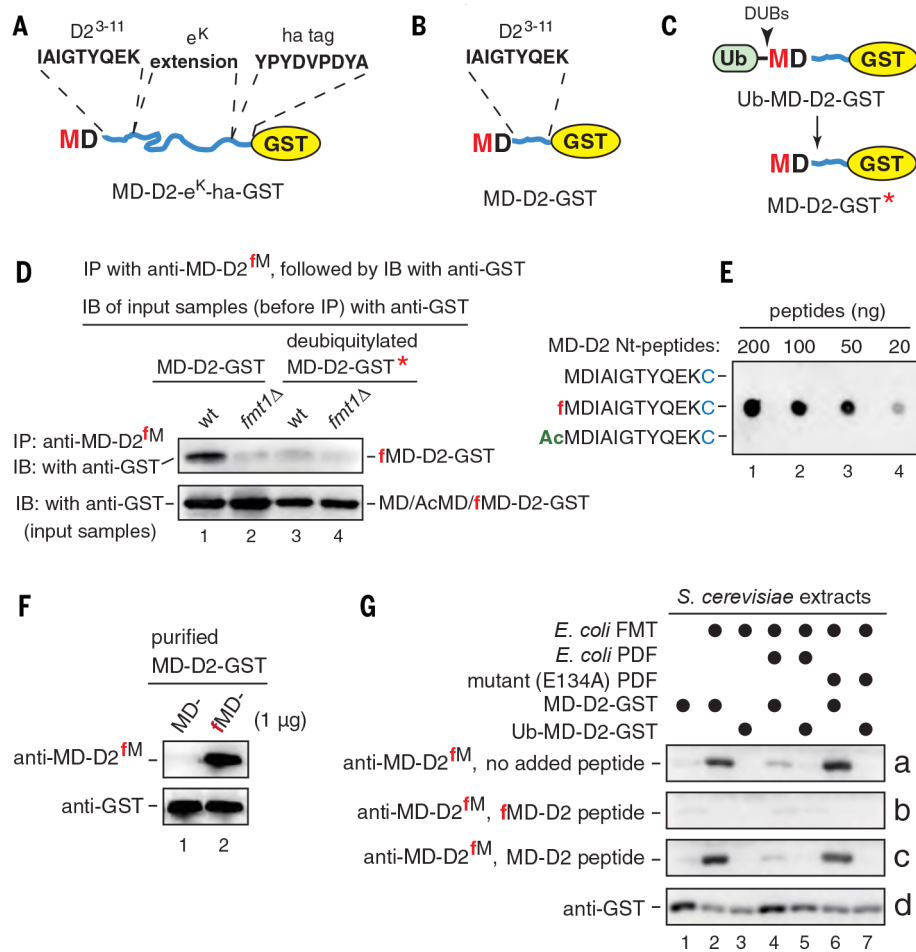 A
D2³⁻¹¹
IAIGTYQEK
eᴷ
extension
ha tag
YPYDVPDYA
MD
GST
MD-D2-eᴷ-ha-GST
B
D2³⁻¹¹
IAIGTYQEK
MD
GST
MD-D2-GST
C
DUBs
Ub
MD
GST
Ub-MD-D2-GST
MD
GST
MD-D2-GST*
D
IP with anti-MD-D2ᶠᴹ, followed by IB with anti-GST
IB of input samples (before IP) with anti-GST
deubiquitylated
MD-D2-GST MD-D2-GST*
wt fmt1Δ wt fmt1Δ
IP: anti-MD-D2ᶠᴹ
IB: with anti-GST
fMD-D2-GST
IB: with anti-GST
MD/AcMD/fMD-D2-GST
(input samples)
1 2 3 4
E
peptides (ng)
MD-D2 Nt-peptides: 200 100 50 20
MDIAIGTYQEKC
fMDIAIGTYQEKC
AcMDIAIGTYQEKC
1 2 3 4
F
purified
MD-D2-GST
MD- fMD- (1 µg)
anti-MD-D2ᶠᴹ
anti-GST
1 2
G
S. cerevisiae extracts
E. coli FMT
E. coli PDF
mutant (E134A) PDF
MD-D2-GST
Ub-MD-D2-GST
anti-MD-D2ᶠᴹ, no added peptide a
anti-MD-D2ᶠᴹ, fMD-D2 peptide b
anti-MD-D2ᶠᴹ, MD-D2 peptide c
anti-GST d
1 2 3 4 5 6 7